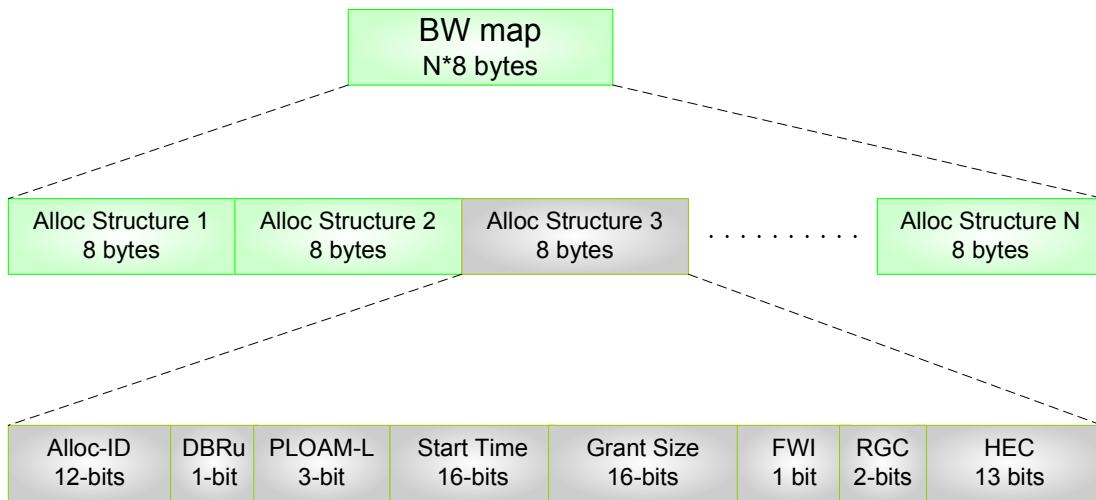 BW map
N*8 bytes
Alloc Structure 1
8 bytes
Alloc Structure 2
8 bytes
Alloc Structure 3
8 bytes
. . . . . . . . . .
Alloc Structure N
8 bytes
Alloc-ID
12-bits
DBRu
1-bit
PLOAM-L
3-bit
Start Time
16-bits
Grant Size
16-bits
FWI
1 bit
RGC
2-bits
HEC
13 bits